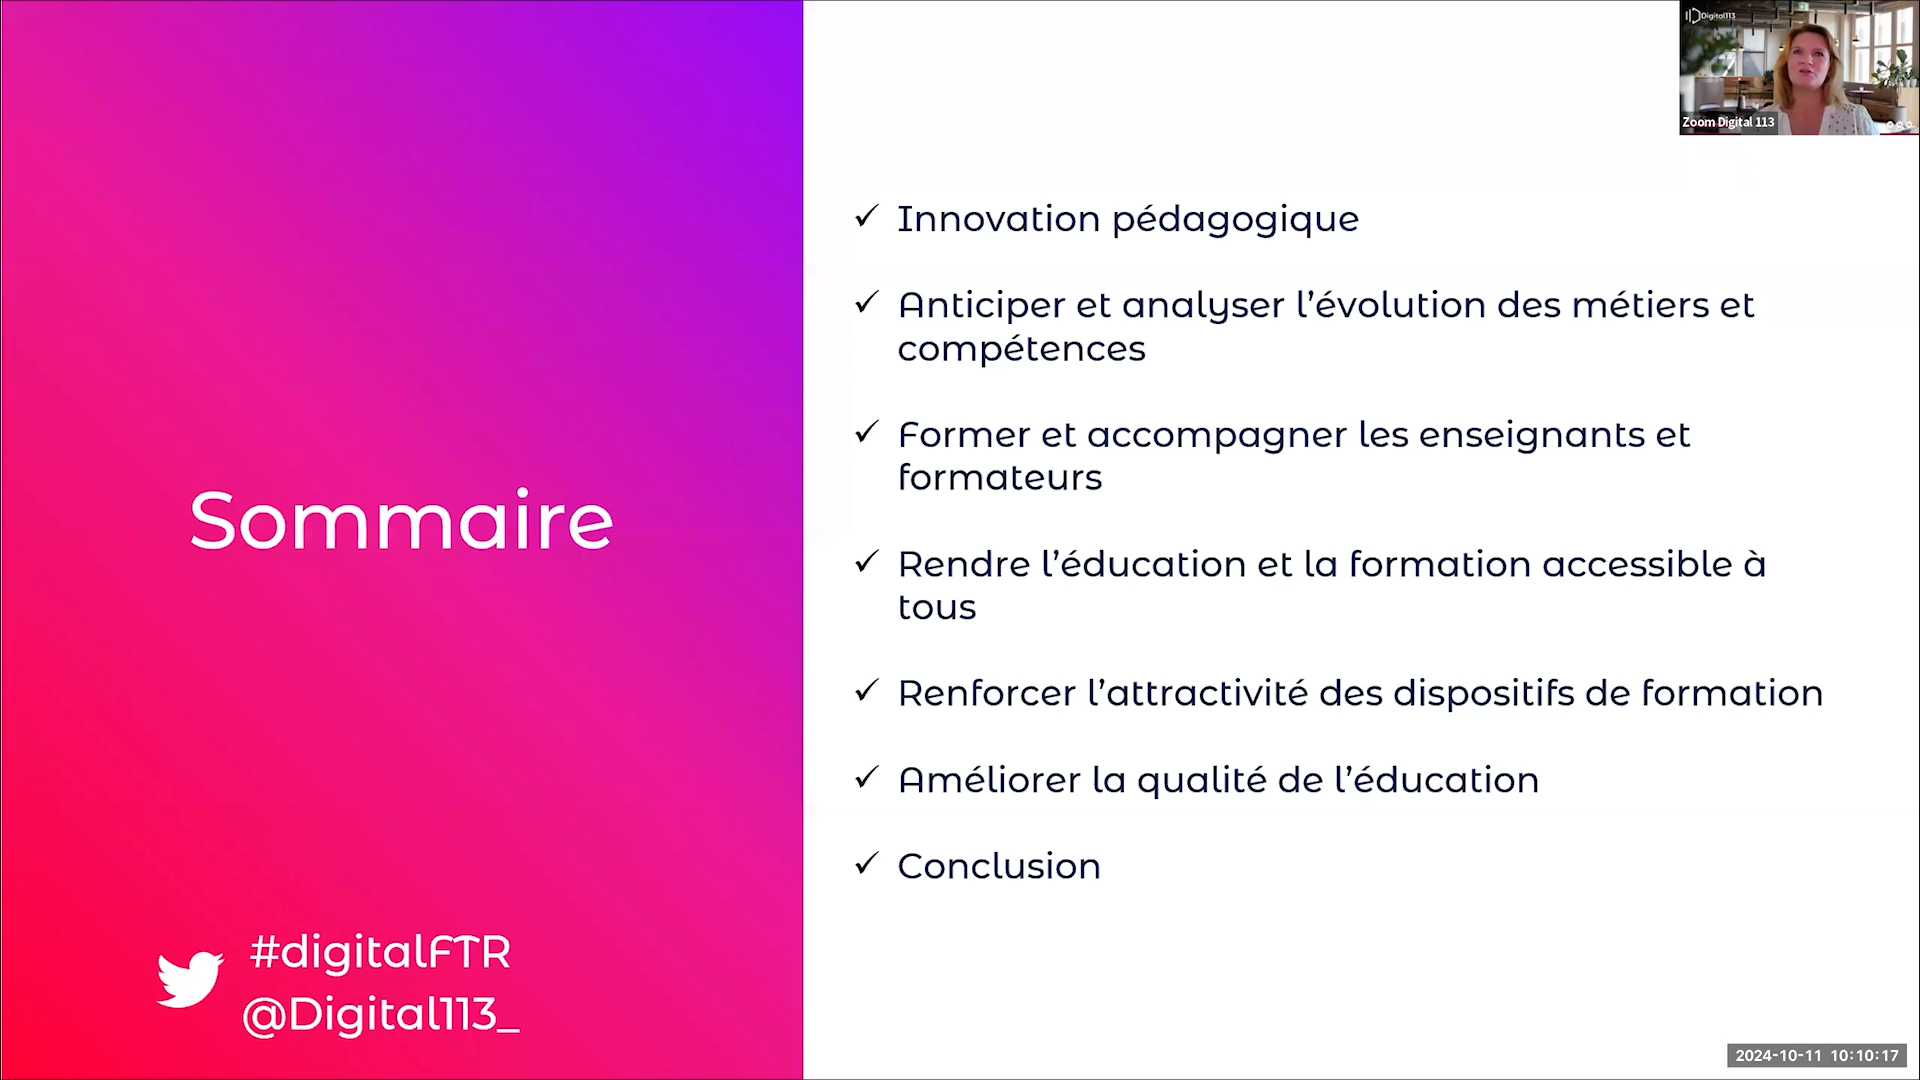 Digital113
Zoom Digital 113
Sommaire
✓ Innovation pédagogique
✓ Anticiper et analyser l’évolution des métiers et
compétences
✓ Former et accompagner les enseignants et
formateurs
✓ Rendre l’éducation et la formation accessible à
tous
✓ Renforcer l’attractivité des dispositifs de formation
✓ Améliorer la qualité de l’éducation
✓ Conclusion
#digitalFTR
@Digital113_
2024-10-11 10:10:17